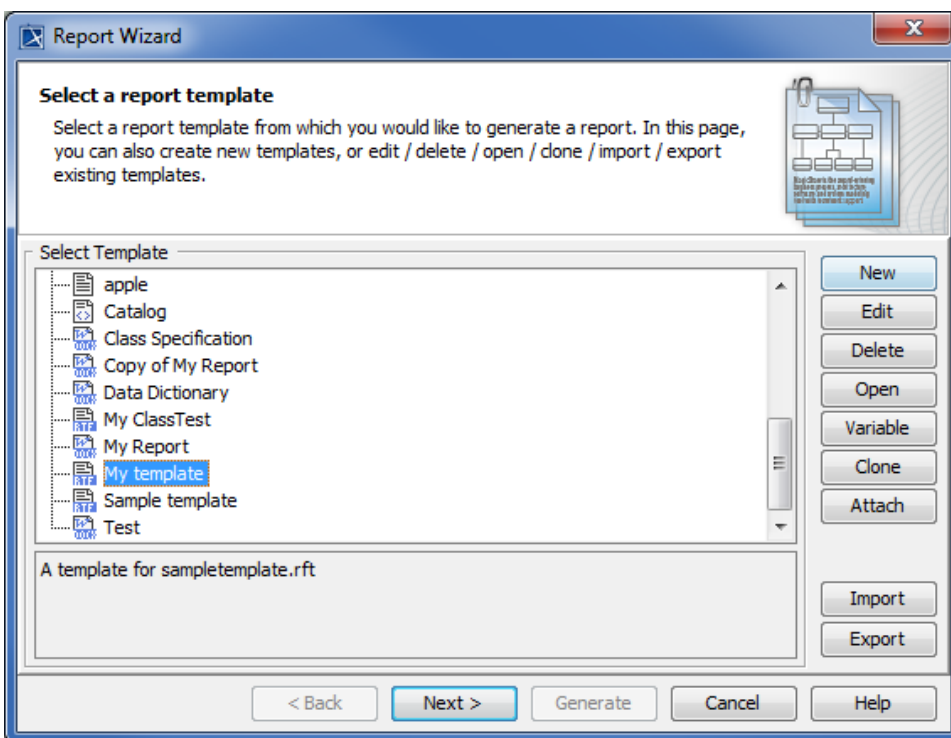 Report Wizard
Select a report template
Select a report template from which you would like to generate a report. In this page,
you can also create new templates, or edit / delete / open / clone / import / export
existing templates.
Select Template
apple
Catalog
Class Specification
Copy of My Report
Data Dictionary
My ClassTest
My Report
My template
Sample template
Test
A template for sampletemplate.rft
New
Edit
Delete
Open
Variable
Clone
Attach
Import
Export
< Back
Next >
Generate
Cancel
Help